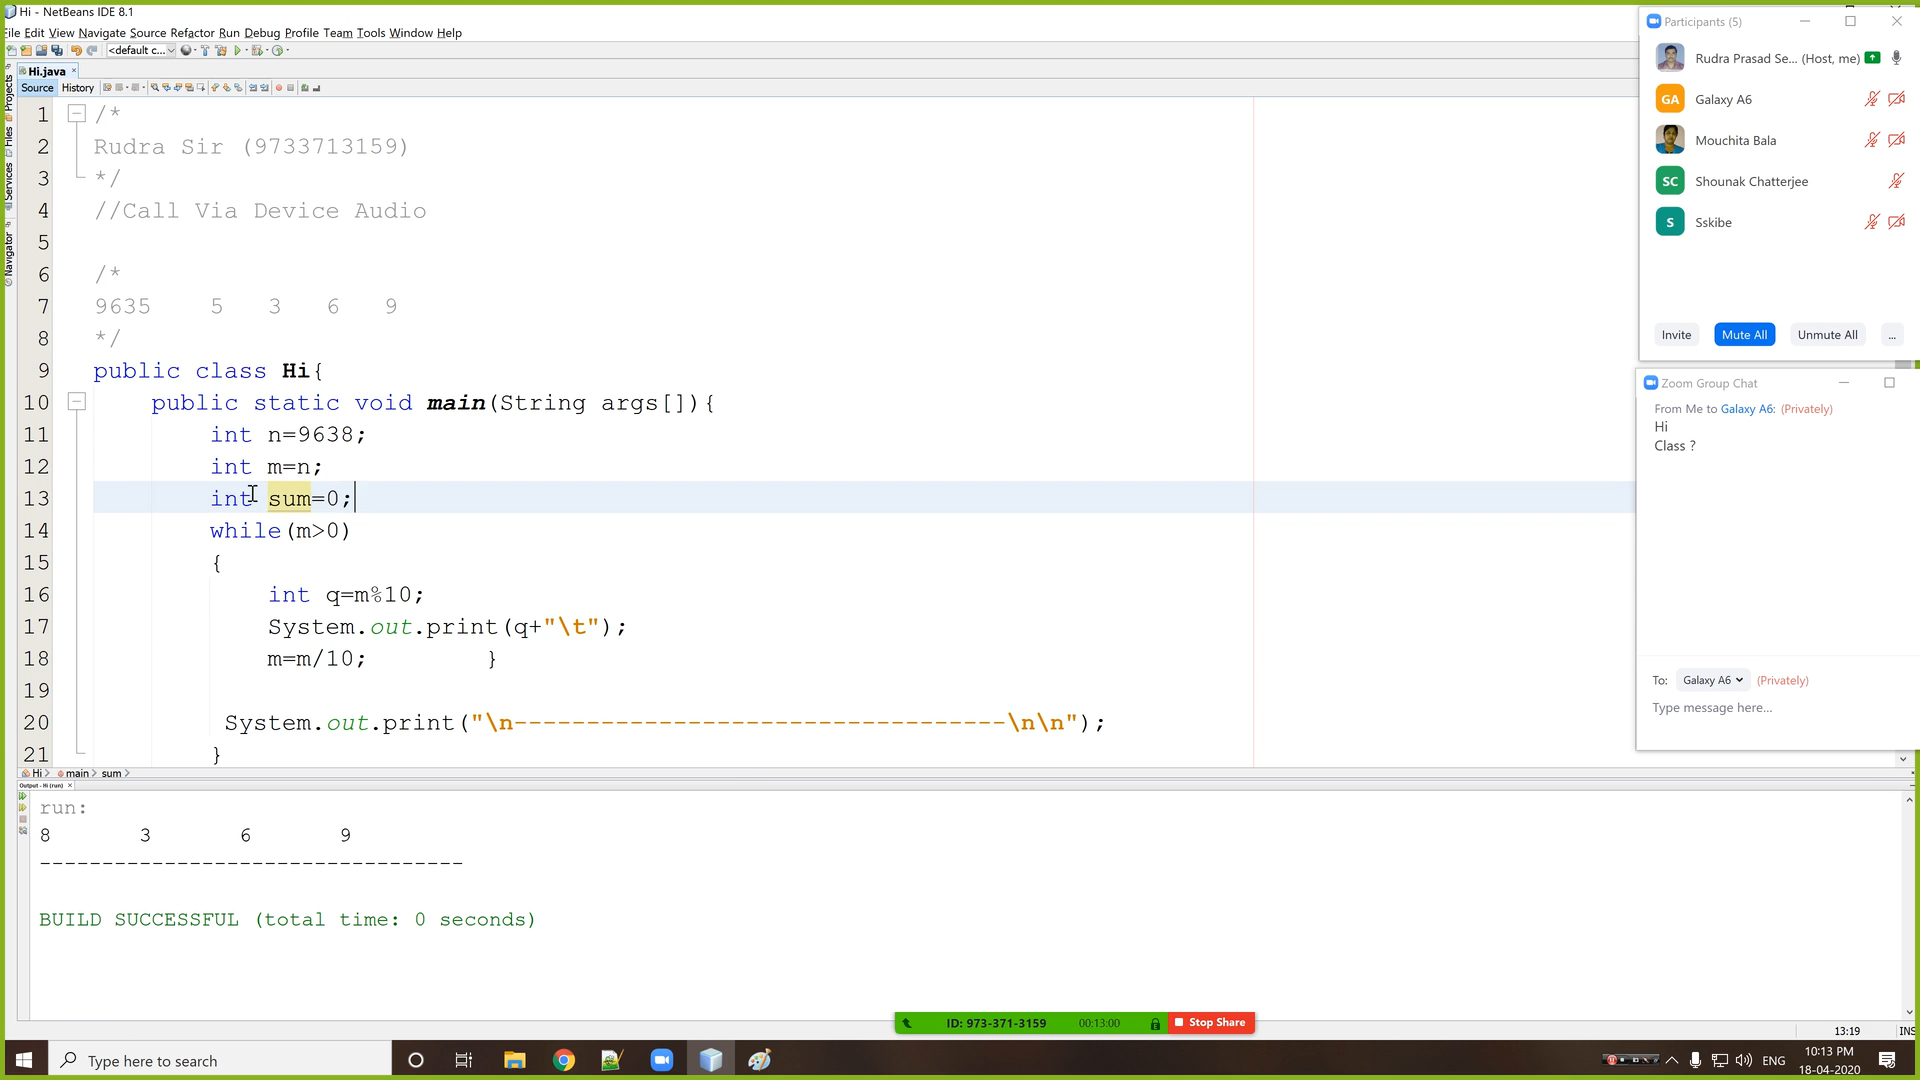 Hi - NetBeans IDE 8.1
File Edit View Navigate Source Refactor Run Debug Profile Team Tools Window Help
<default c...
Hi.java
Source History
Projects
Files
Services
Navigator
1 /*
2 Rudra Sir (9733713159)
3 */
4 //Call Via Device Audio
5
6 /*
7 9635 5 3 6 9
8 */
9 public class Hi{
10 public static void main(String args[]){
11 int n=9638;
12 int m=n;
13 int sum=0;
14 while(m>0)
15 {
16 int q=m%10;
17 System.out.print(q+"\t");
18 m=m/10; }
19
20 System.out.print("\n----------------------------------\n\n");
21 }
Hi main sum
Output - Hi (run)
run:
8 3 6 9
----------------------------------
BUILD SUCCESSFUL (total time: 0 seconds)
Participants (5)
Rudra Prasad Se... (Host, me)
GA Galaxy A6
Mouchita Bala
SC Shounak Chatterjee
S Sskibe
Invite Mute All Unmute All ...
Zoom Group Chat
From Me to Galaxy A6: (Privately)
Hi
Class ?
To: Galaxy A6 (Privately)
Type message here...
ID: 973-371-3159 00:13:00 Stop Share
13:19 INS
Type here to search
ENG
10:13 PM
18-04-2020